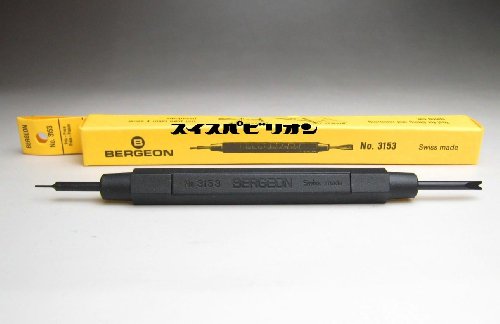 スイスパビリオン
BERGEON
No. 3153
B
BERGEON
No. 3153
Swiss made
No. 3153
BERGEON
Swiss made